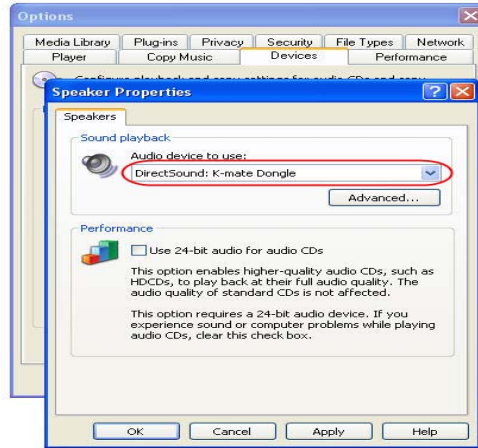 Options
Media Library Plug-ins Privacy Security File Types Network
Player Copy Music Devices Performance
Speaker Properties
Speakers
Sound playback
Audio device to use:
DirectSound: K-mate Dongle
Advanced...
Performance
Use 24-bit audio for audio CDs
This option enables higher-quality audio CDs, such as
HDCDs, to play back at their full audio quality. The
audio quality of standard CDs is not affected.
This option requires a 24-bit audio device. If you
experience sound or computer problems while playing
audio CDs, clear this check box.
OK Cancel Apply Help